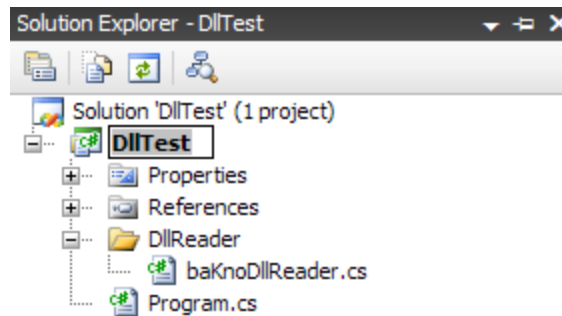 Solution Explorer - DllTest
Solution 'DllTest' (1 project)
DllTest
Properties
References
DllReader
baKnoDllReader.cs
Program.cs